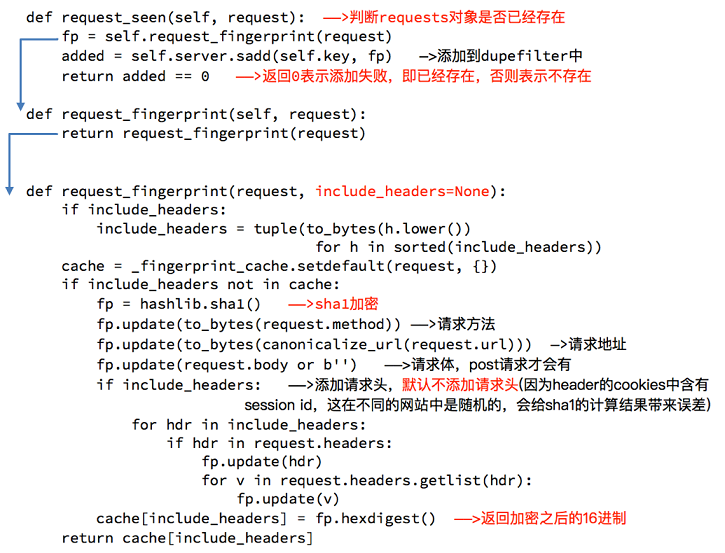 def request_seen(self, request): ——>判断requests对象是否已经存在
    fp = self.request_fingerprint(request)
    added = self.server.sadd(self.key, fp) —>添加到dupefilter中
    return added == 0 ——>返回0表示添加失败，即已经存在，否则表示不存在
def request_fingerprint(self, request):
    return request_fingerprint(request)
def request_fingerprint(request, include_headers=None):
    if include_headers:
        include_headers = tuple(to_bytes(h.lower())
                                 for h in sorted(include_headers))
    cache = _fingerprint_cache.setdefault(request, {})
    if include_headers not in cache:
        fp = hashlib.sha1() ——>sha1加密
        fp.update(to_bytes(request.method)) ——>请求方法
        fp.update(to_bytes(canonicalize_url(request.url))) —>请求地址
        fp.update(request.body or b'') ——>请求体，post请求才会有
        if include_headers: ——>添加请求头，默认不添加请求头(因为header的cookies中含有
                        session id，这在不同的网站中是随机的，会给sha1的计算结果带来误差)
            for hdr in include_headers:
                if hdr in request.headers:
                    fp.update(hdr)
                    for v in request.headers.getlist(hdr):
                        fp.update(v)
        cache[include_headers] = fp.hexdigest() ——>返回加密之后的16进制
    return cache[include_headers]